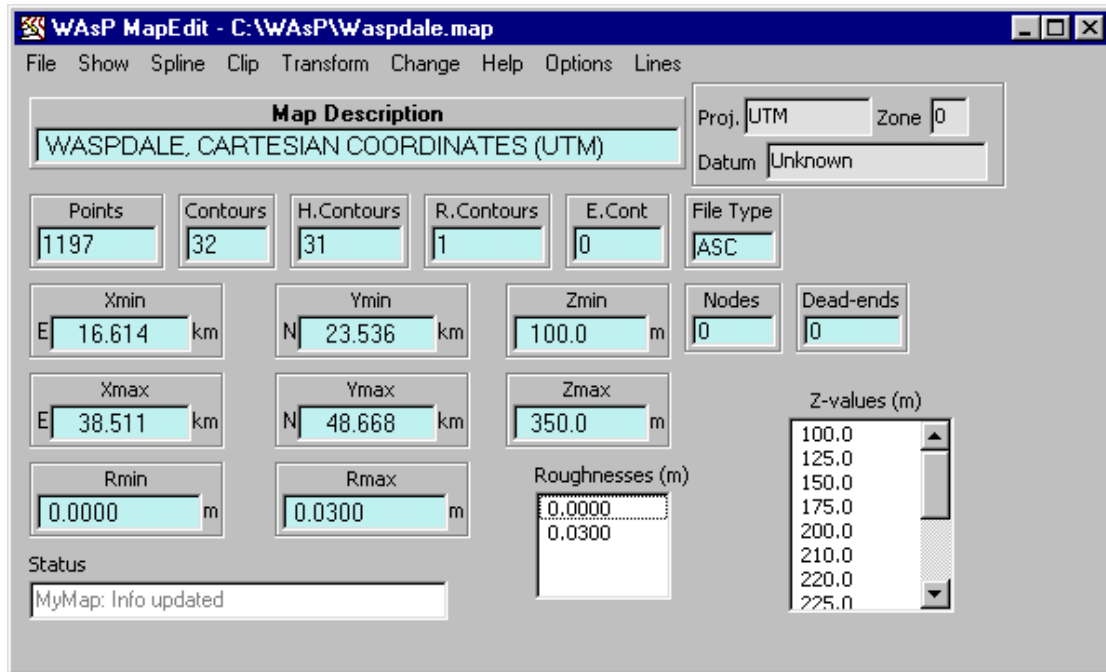 WAsP MapEdit - C:\WAsP\Waspdale.map
File Show Spline Clip Transform Change Help Options Lines
Map Description
WASPDALE, CARTESIAN COORDINATES (UTM)
Proj. UTM Zone 0
Datum Unknown
Points Contours H.Contours R.Contours E.Cont File Type
1197 32 31 1 0 ASC
Xmin Ymin Zmin Nodes Dead-ends
E 16.614 km N 23.536 km 100.0 m 0 0
Xmax Ymax Zmax
E 38.511 km N 48.668 km 350.0 m
Z-values (m)
100.0
125.0
150.0
175.0
200.0
210.0
220.0
225.0
Rmin Rmax
0.0000 m 0.0300 m
Roughnesses (m)
0.0000
0.0300
Status
MyMap: Info updated